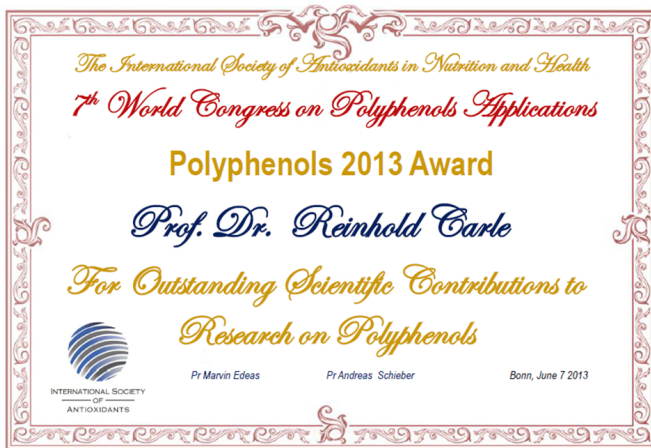 The International Society of Antioxidants in Nutrition and Health
7th World Congress on Polyphenols Applications
Polyphenols 2013 Award
Prof. Dr. Reinhold Carle
For Outstanding Scientific Contributions to
Research on Polyphenols
Pr Marvin Edeas Pr Andreas Schieber Bonn, June 7 2013
INTERNATIONAL SOCIETY
OF
ANTIOXIDANTS